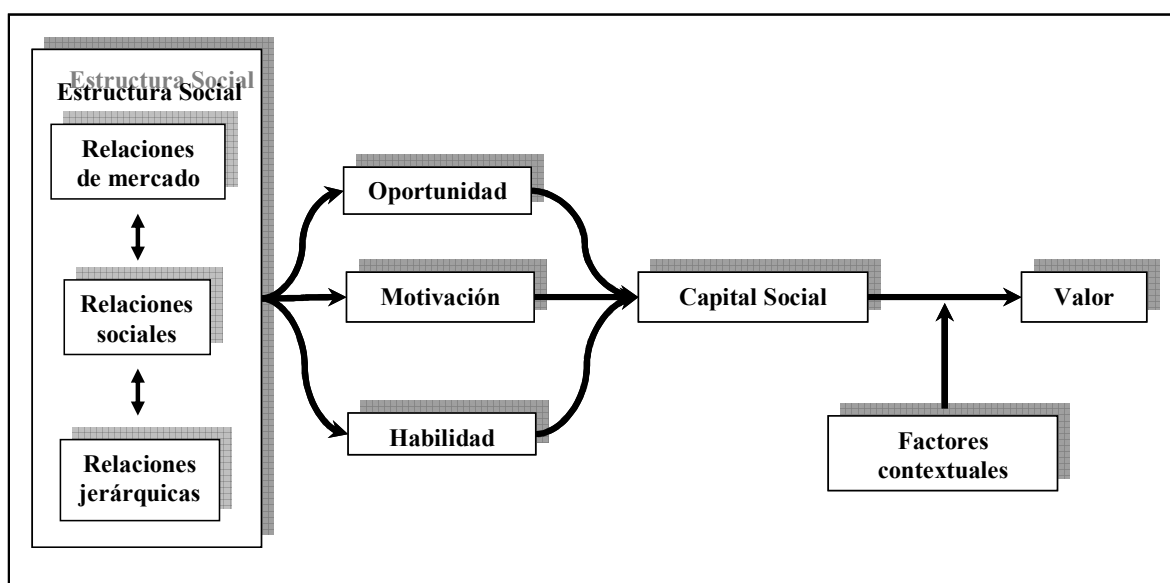 Estructura Social
Estructura Social
Relaciones
de mercado
Relaciones
sociales
Relaciones
jerárquicas
Oportunidad
Motivación
Habilidad
Capital Social
Valor
Factores
contextuales